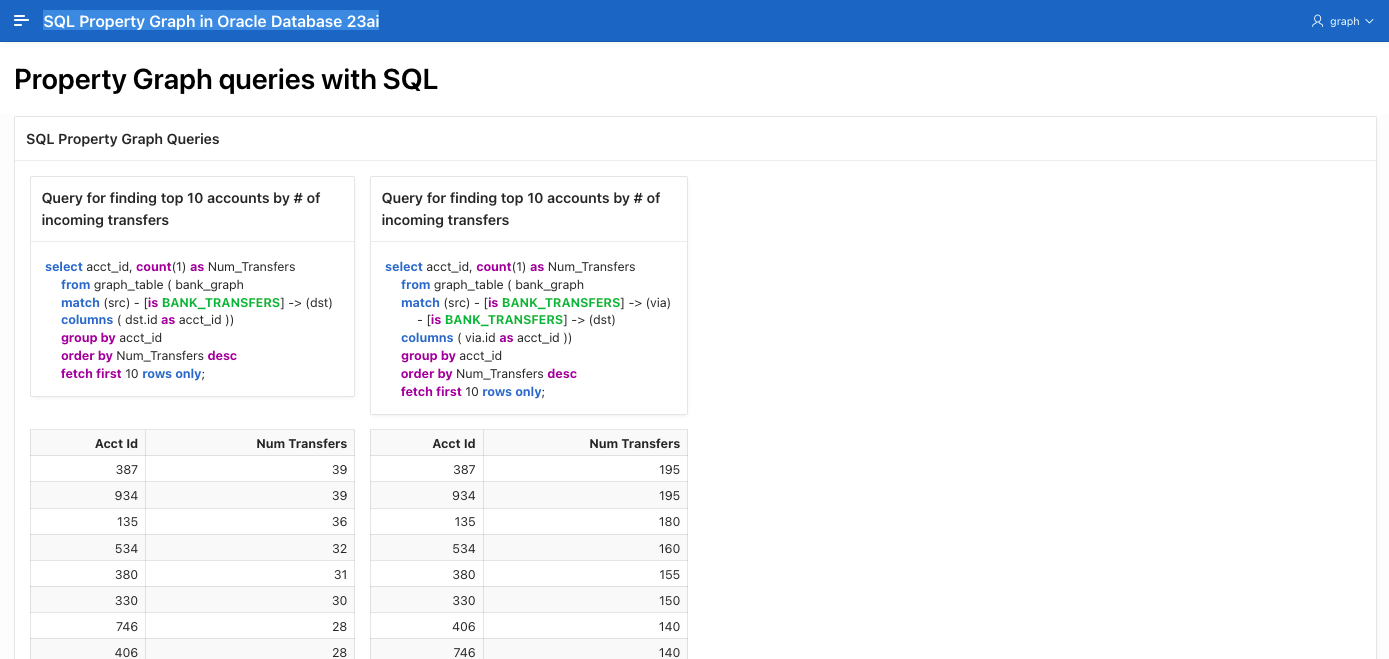 SQL Property Graph in Oracle Database 23ai
graph
Property Graph queries with SQL
SQL Property Graph Queries
Query for finding top 10 accounts by # of
incoming transfers
select acct_id, count(1) as Num_Transfers
from graph_table ( bank_graph
match (src) - [is BANK_TRANSFERS] -> (dst)
columns ( dst.id as acct_id ))
group by acct_id
order by Num_Transfers desc
fetch first 10 rows only;
Acct Id Num Transfers
387 39
934 39
135 36
534 32
380 31
330 30
746 28
406 28
Query for finding top 10 accounts by # of
incoming transfers
select acct_id, count(1) as Num_Transfers
from graph_table ( bank_graph
match (src) - [is BANK_TRANSFERS] -> (via)
- [is BANK_TRANSFERS] -> (dst)
columns ( via.id as acct_id ))
group by acct_id
order by Num_Transfers desc
fetch first 10 rows only;
Acct Id Num Transfers
387 195
934 195
135 180
534 160
380 155
330 150
406 140
746 140